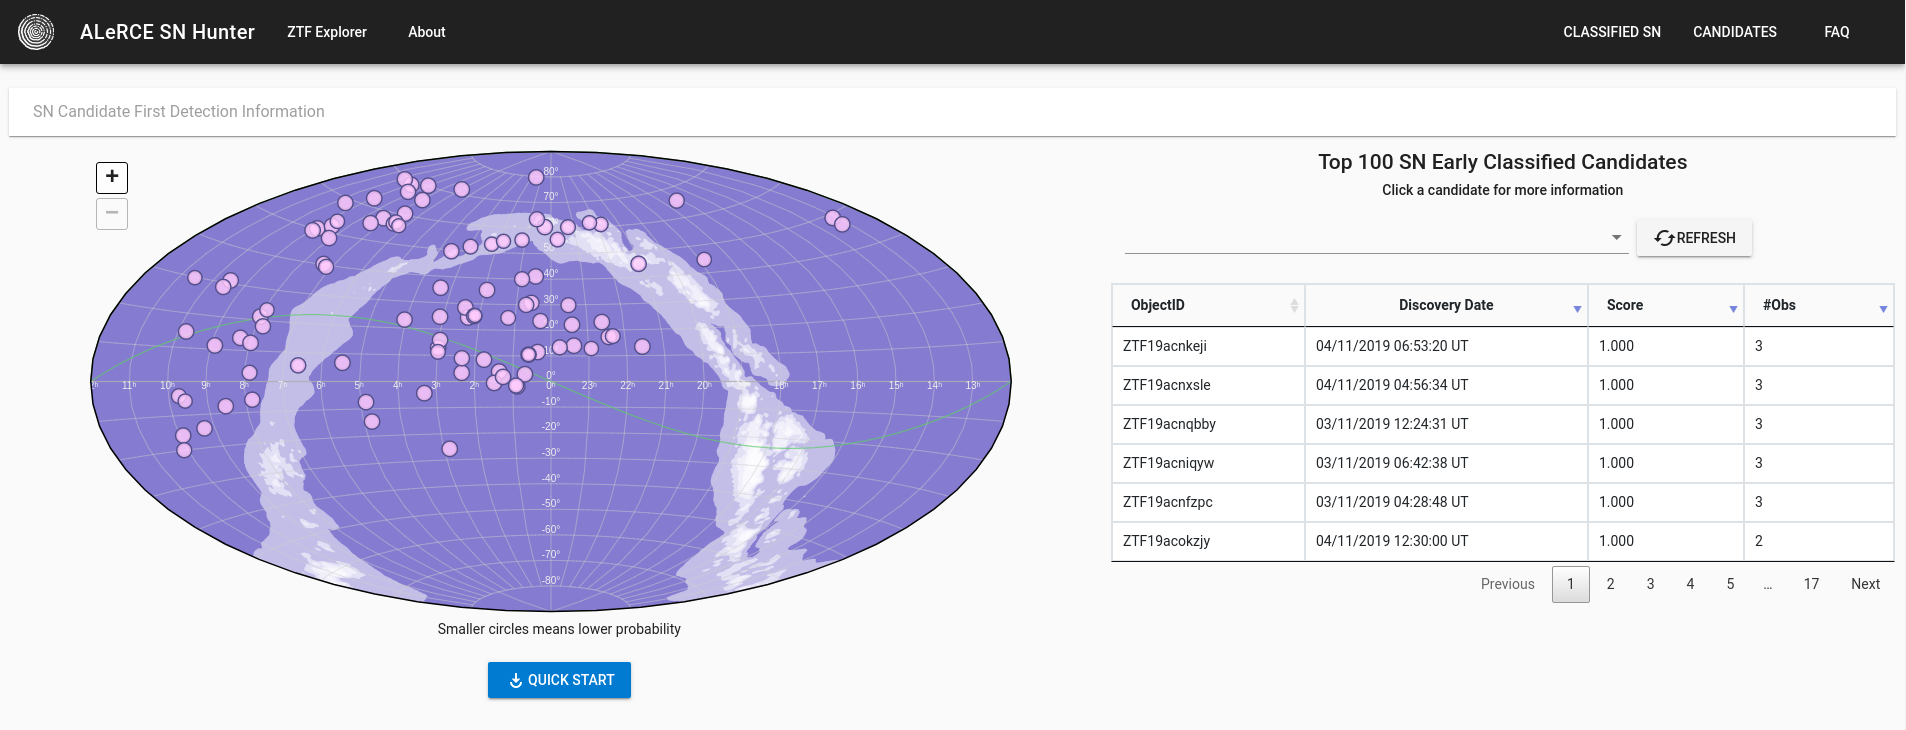 ALeRCE SN Hunter ZTF Explorer About CLASSIFIED SN CANDIDATES FAQ
SN Candidate First Detection Information
+
−
80°
70°
40°
30°
0°
11h 10h 9h 8h 7h 6h 5h 4h 3h 2h 0h 23h 22h 21h 20h 18h 17h 16h 15h 14h 13h
-10°
-20°
-30°
-40°
-50°
-60°
-70°
-80°
Smaller circles means lower probability
QUICK START
Top 100 SN Early Classified Candidates
Click a candidate for more information
REFRESH
ObjectID Discovery Date Score #Obs
ZTF19acnkeji 04/11/2019 06:53:20 UT 1.000 3
ZTF19acnxsle 04/11/2019 04:56:34 UT 1.000 3
ZTF19acnqbby 03/11/2019 12:24:31 UT 1.000 3
ZTF19acniqyw 03/11/2019 06:42:38 UT 1.000 3
ZTF19acnfzpc 03/11/2019 04:28:48 UT 1.000 3
ZTF19acokzjy 04/11/2019 12:30:00 UT 1.000 2
Previous 1 2 3 4 5 … 17 Next